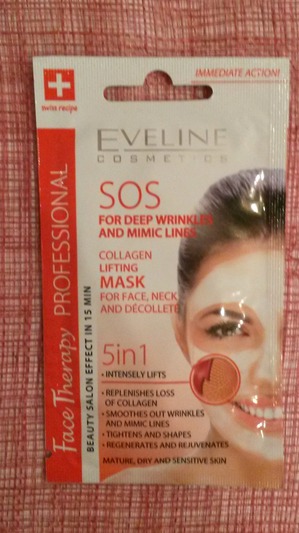 IMMEDIATE ACTION!
swiss recipe
EVELINE
COSMETICS
SOS
FOR DEEP WRINKLES
AND MIMIC LINES
COLLAGEN
LIFTING
MASK
FOR FACE, NECK
AND DÉCOLLETÉ
Face Therapy PROFESSIONAL
BEAUTY SALON EFFECT IN 15 MIN
5in1
• INTENSELY LIFTS
• REPLENISHES LOSS
OF COLLAGEN
• SMOOTHES OUT WRINKLES
AND MIMIC LINES
• TIGHTENS AND SHAPES
• REGENERATES AND REJUVENATES
MATURE, DRY AND SENSITIVE SKIN